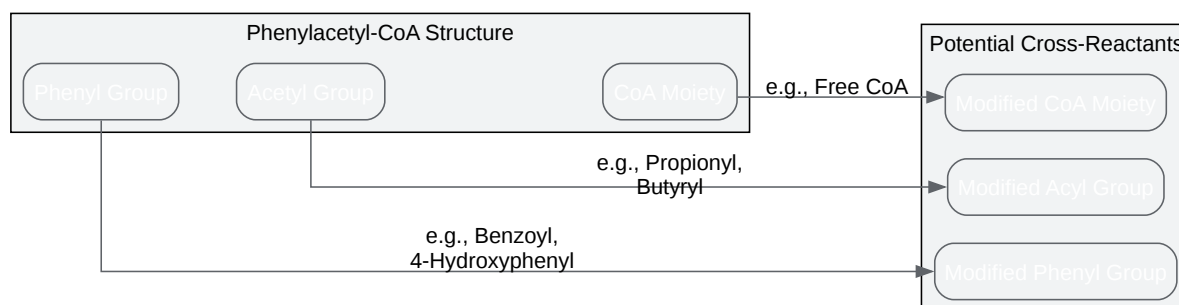 Phenylacetyl-CoA Structure
Potential Cross-Reactants
Phenyl Group
Acetyl Group
CoA Moiety
e.g., Free CoA
Modified CoA Moiety
e.g., Propionyl,
Butyryl
Modified Acyl Group
e.g., Benzoyl,
4-Hydroxyphenyl
Modified Phenyl Group